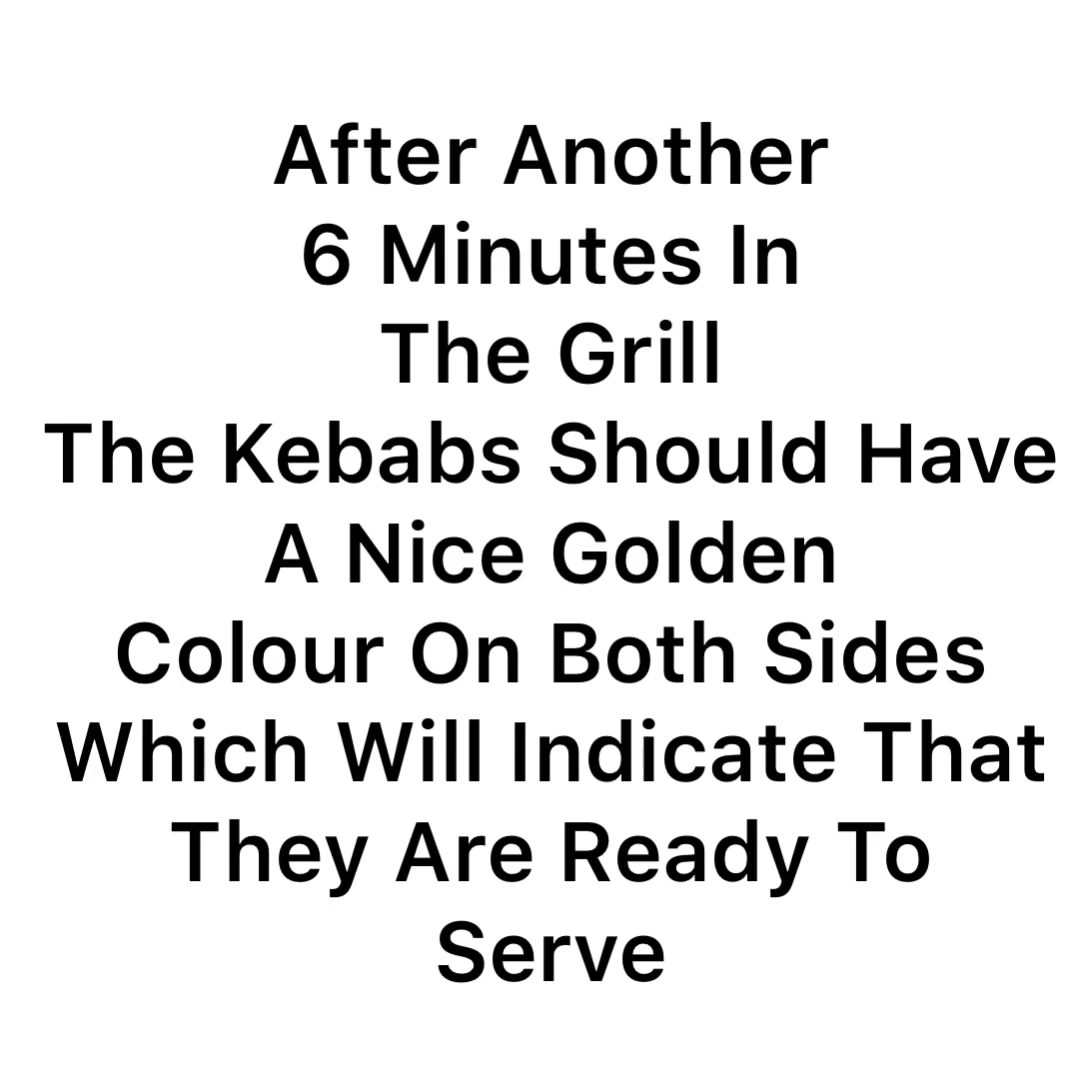 After Another
6 Minutes In
The Grill
The Kebabs Should Have
A Nice Golden
Colour On Both Sides
Which Will Indicate That
They Are Ready To
Serve